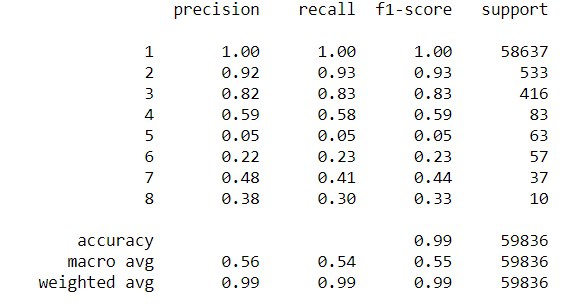 precision recall f1-score support
1 1.00 1.00 1.00 58637
2 0.92 0.93 0.93 533
3 0.82 0.83 0.83 416
4 0.59 0.58 0.59 83
5 0.05 0.05 0.05 63
6 0.22 0.23 0.23 57
7 0.48 0.41 0.44 37
8 0.38 0.30 0.33 10
accuracy 0.99 59836
macro avg 0.56 0.54 0.55 59836
weighted avg 0.99 0.99 0.99 59836